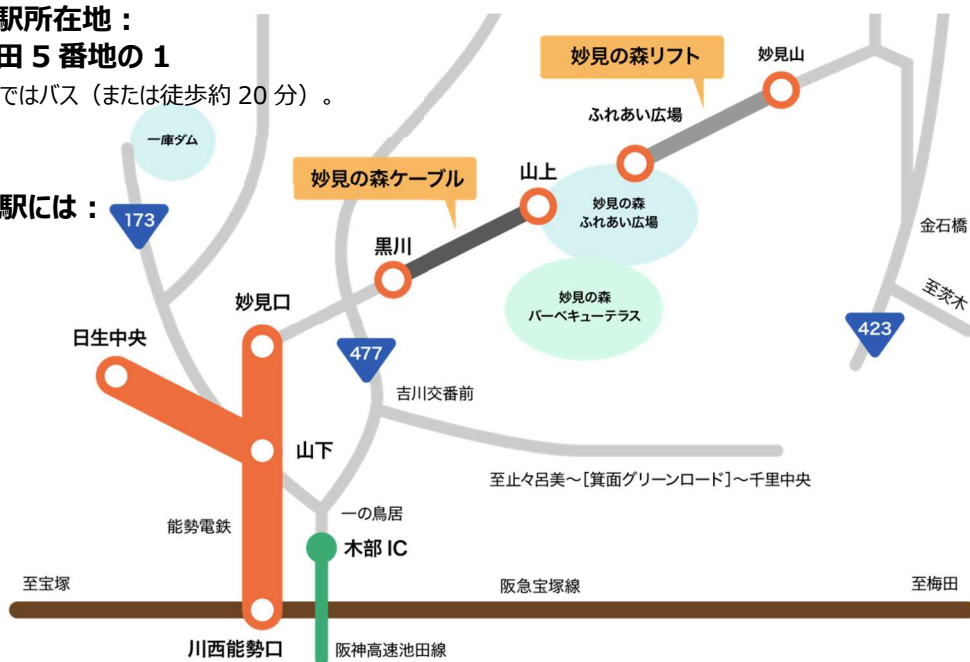 駅所在地：
田 5 番地の 1
ではバス（または徒歩約 20 分）。
駅には：
妙見の森リフト
妙見山
ふれあい広場
一庫ダム
妙見の森ケーブル
山上
妙見の森
ふれあい広場
173
黒川
金石橋
至茨木
妙見の森
バーベキューテラス
妙見口
日生中央
477
423
吉川交番前
山下
至止々呂美～[箕面グリーンロード]～千里中央
能勢電鉄
一の鳥居
木部 IC
至宝塚
阪急宝塚線
至梅田
川西能勢口
阪神高速池田線